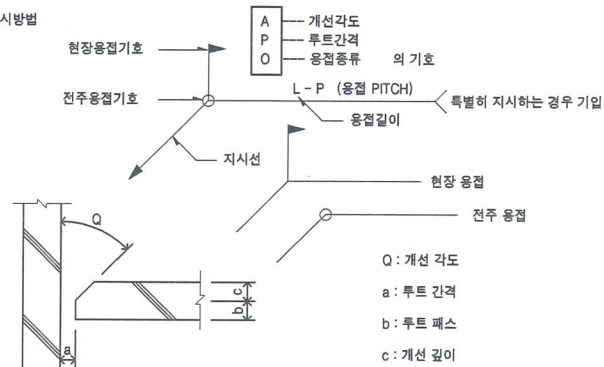 시방법
A 개선각도
P 루트간격
O 용접종류 의 기호
현장용접기호
전주용접기호
L - P (용접 PITCH)
특별히 지시하는 경우 기입
용접길이
지시선
현장 용접
전주 용접
Q
Q : 개선 각도
a : 루트 간격
b : 루트 패스
c : 개선 깊이
c
b
a